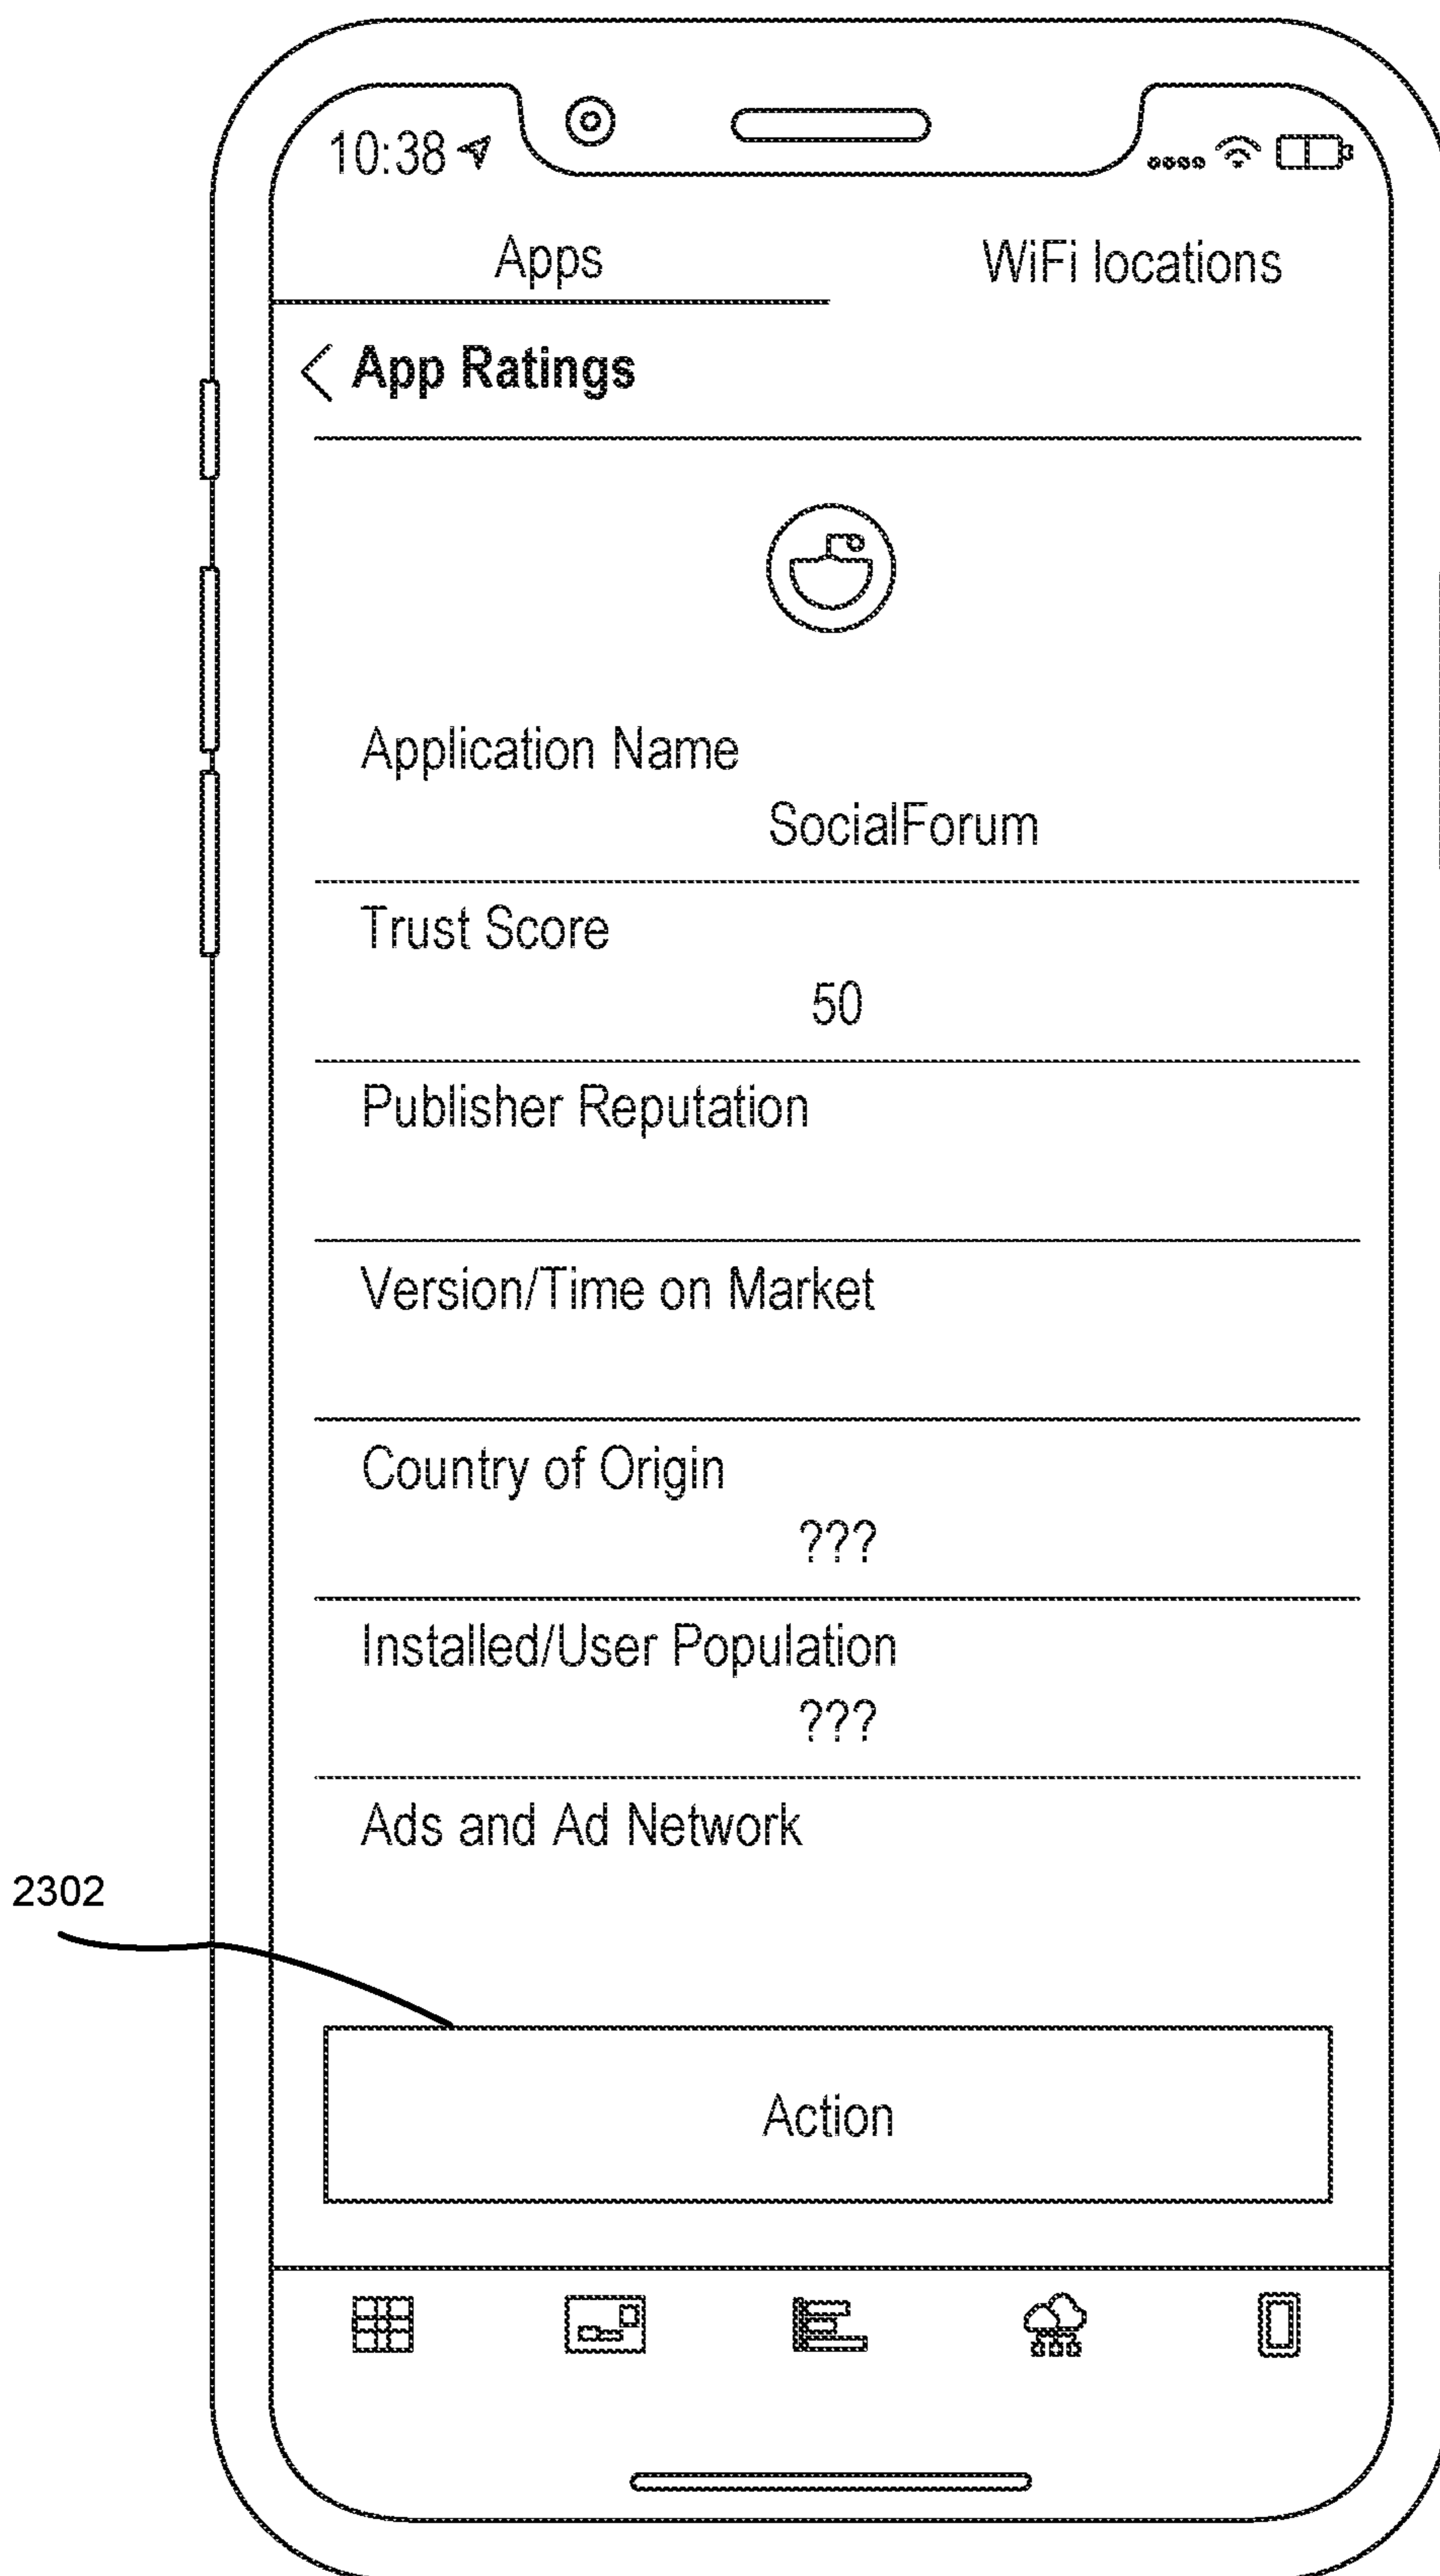 10:38
Apps
WiFi locations
App Ratings
Application Name
SocialForum
Trust Score
50
Publisher Reputation
Version/Time on Market
Country of Origin
???
Installed/User Population
???
Ads and Ad Network
2302
Action